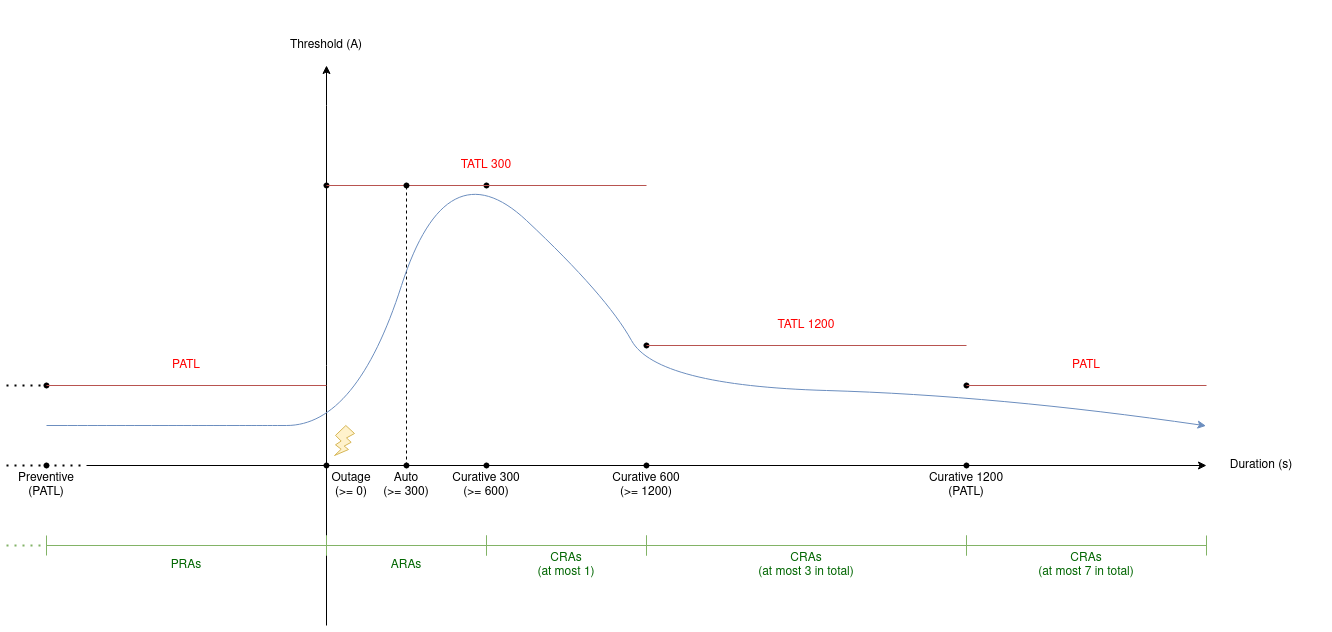 Threshold (A)
TATL 300
TATL 1200
PATL
PATL
Duration (s)
Preventive
(PATL)
Outage
(>= 0)
Auto
(>= 300)
Curative 300
(>= 600)
Curative 600
(>= 1200)
Curative 1200
(PATL)
PRAs
ARAs
CRAs
(at most 1)
CRAs
(at most 3 in total)
CRAs
(at most 7 in total)